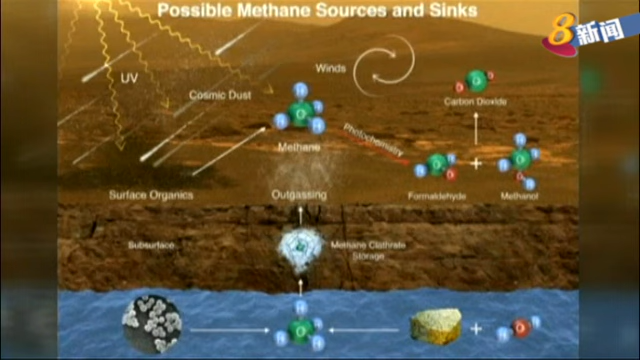 Possible Methane Sources and Sinks
8 新闻
UV
Winds
Cosmic Dust
Carbon Dioxide
Methane
Photochemistry
Surface Organics
Outgassing
Formaldehyde
+
Methanol
Subsurface
Methane Clathrate
Storage
+